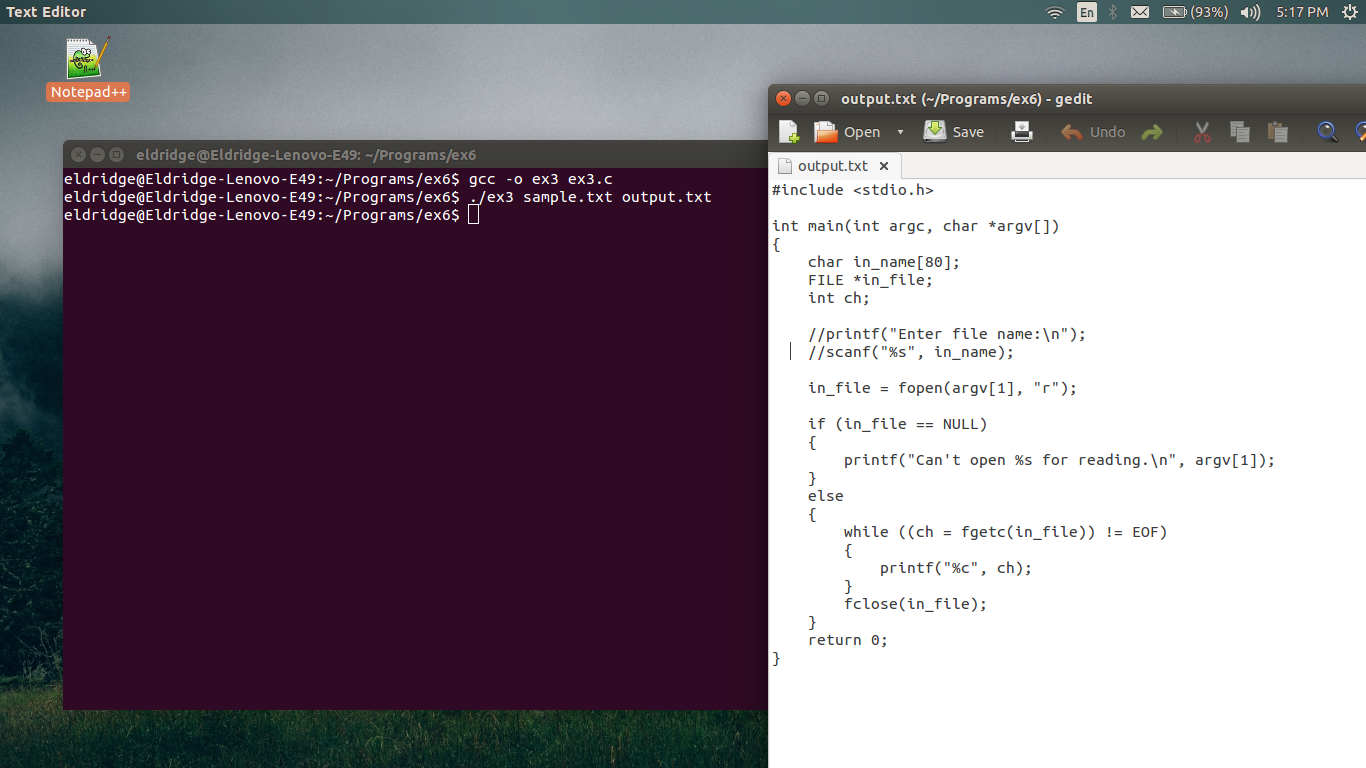 Text Editor
En
(93%)
5:17 PM
Notepad++
eldridge@Eldridge-Lenovo-E49: ~/Programs/ex6
eldridge@Eldridge-Lenovo-E49:~/Programs/ex6$ gcc -o ex3 ex3.c
eldridge@Eldridge-Lenovo-E49:~/Programs/ex6$ ./ex3 sample.txt output.txt
eldridge@Eldridge-Lenovo-E49:~/Programs/ex6$
output.txt (~/Programs/ex6) - gedit
Open Save Undo
output.txt
#include <stdio.h>

int main(int argc, char *argv[])
{
    char in_name[80];
    FILE *in_file;
    int ch;

    //printf("Enter file name:\n");
    //scanf("%s", in_name);

    in_file = fopen(argv[1], "r");

    if (in_file == NULL)
    {
        printf("Can't open %s for reading.\n", argv[1]);
    }
    else
    {
        while ((ch = fgetc(in_file)) != EOF)
        {
            printf("%c", ch);
        }
        fclose(in_file);
    }
    return 0;
}